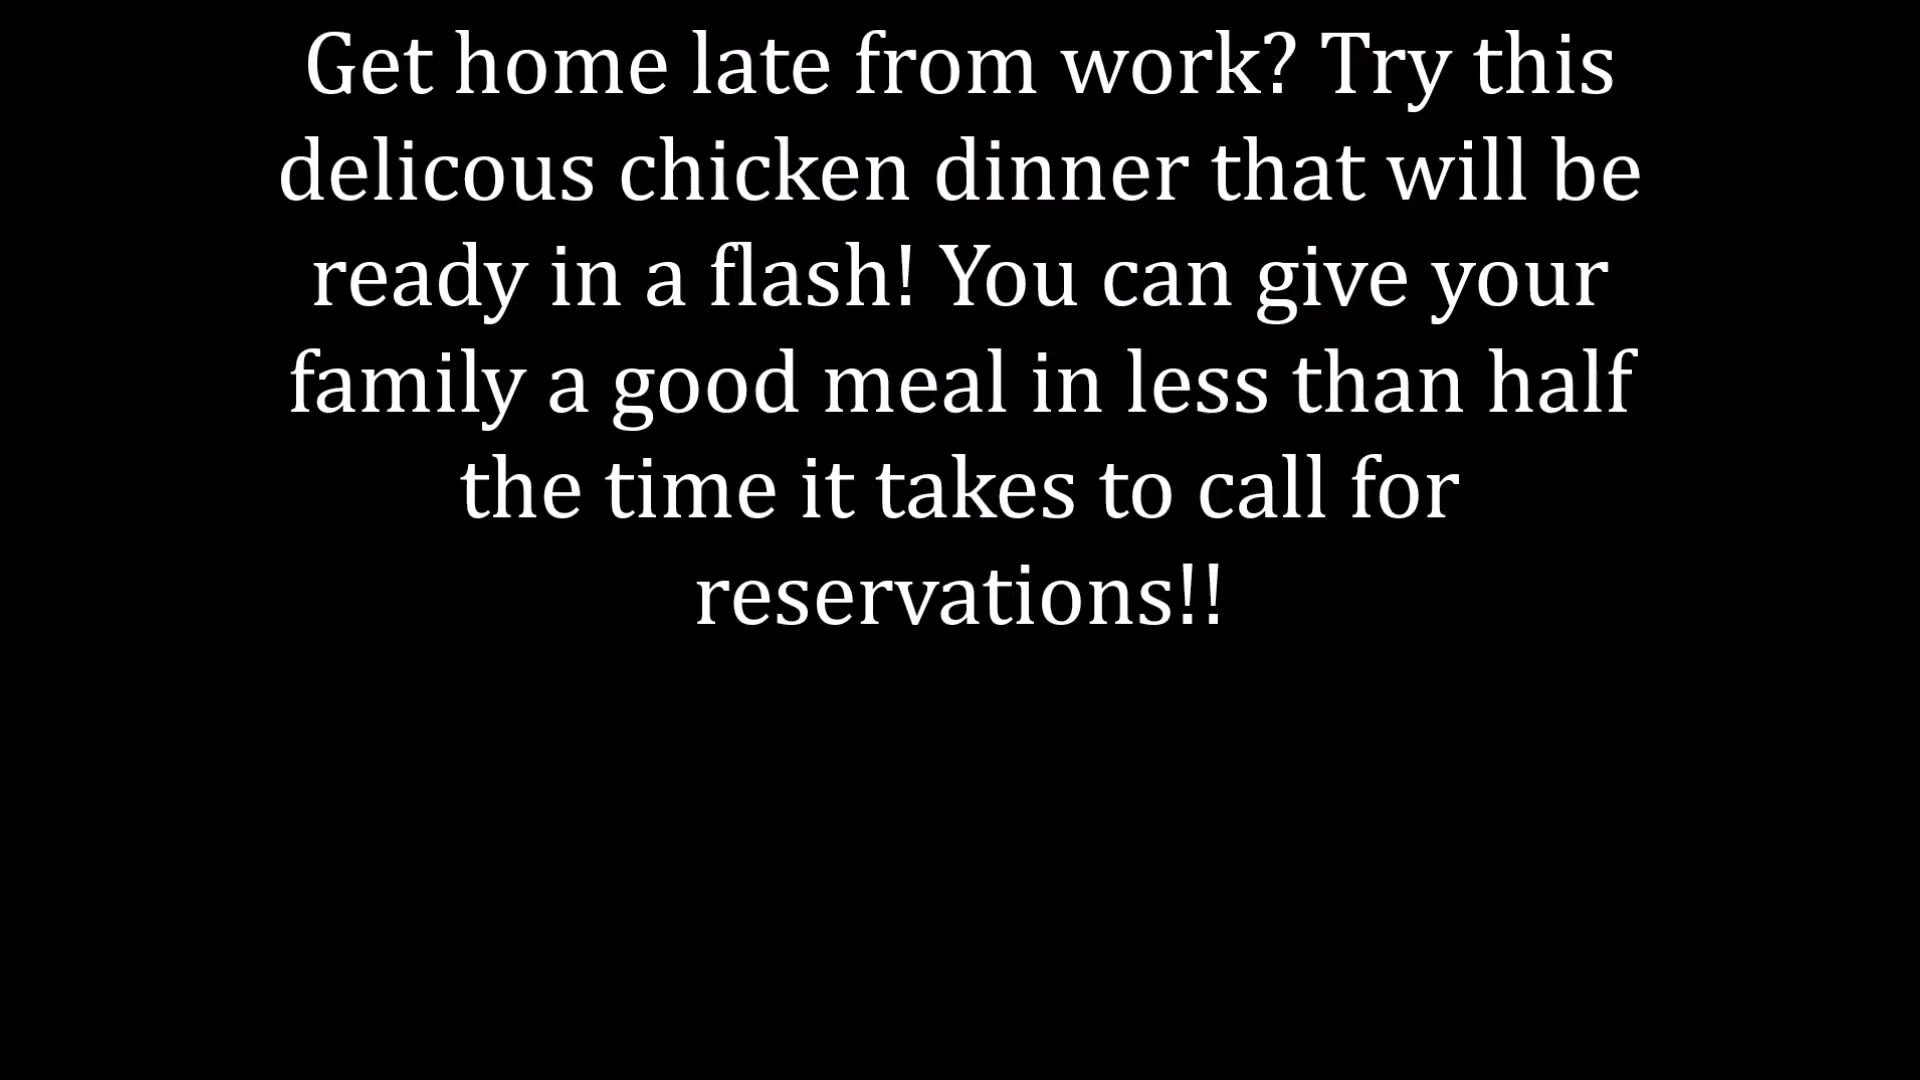 Get home late from work? Try this
delicous chicken dinner that will be
ready in a flash! You can give your
family a good meal in less than half
the time it takes to call for
reservations!!